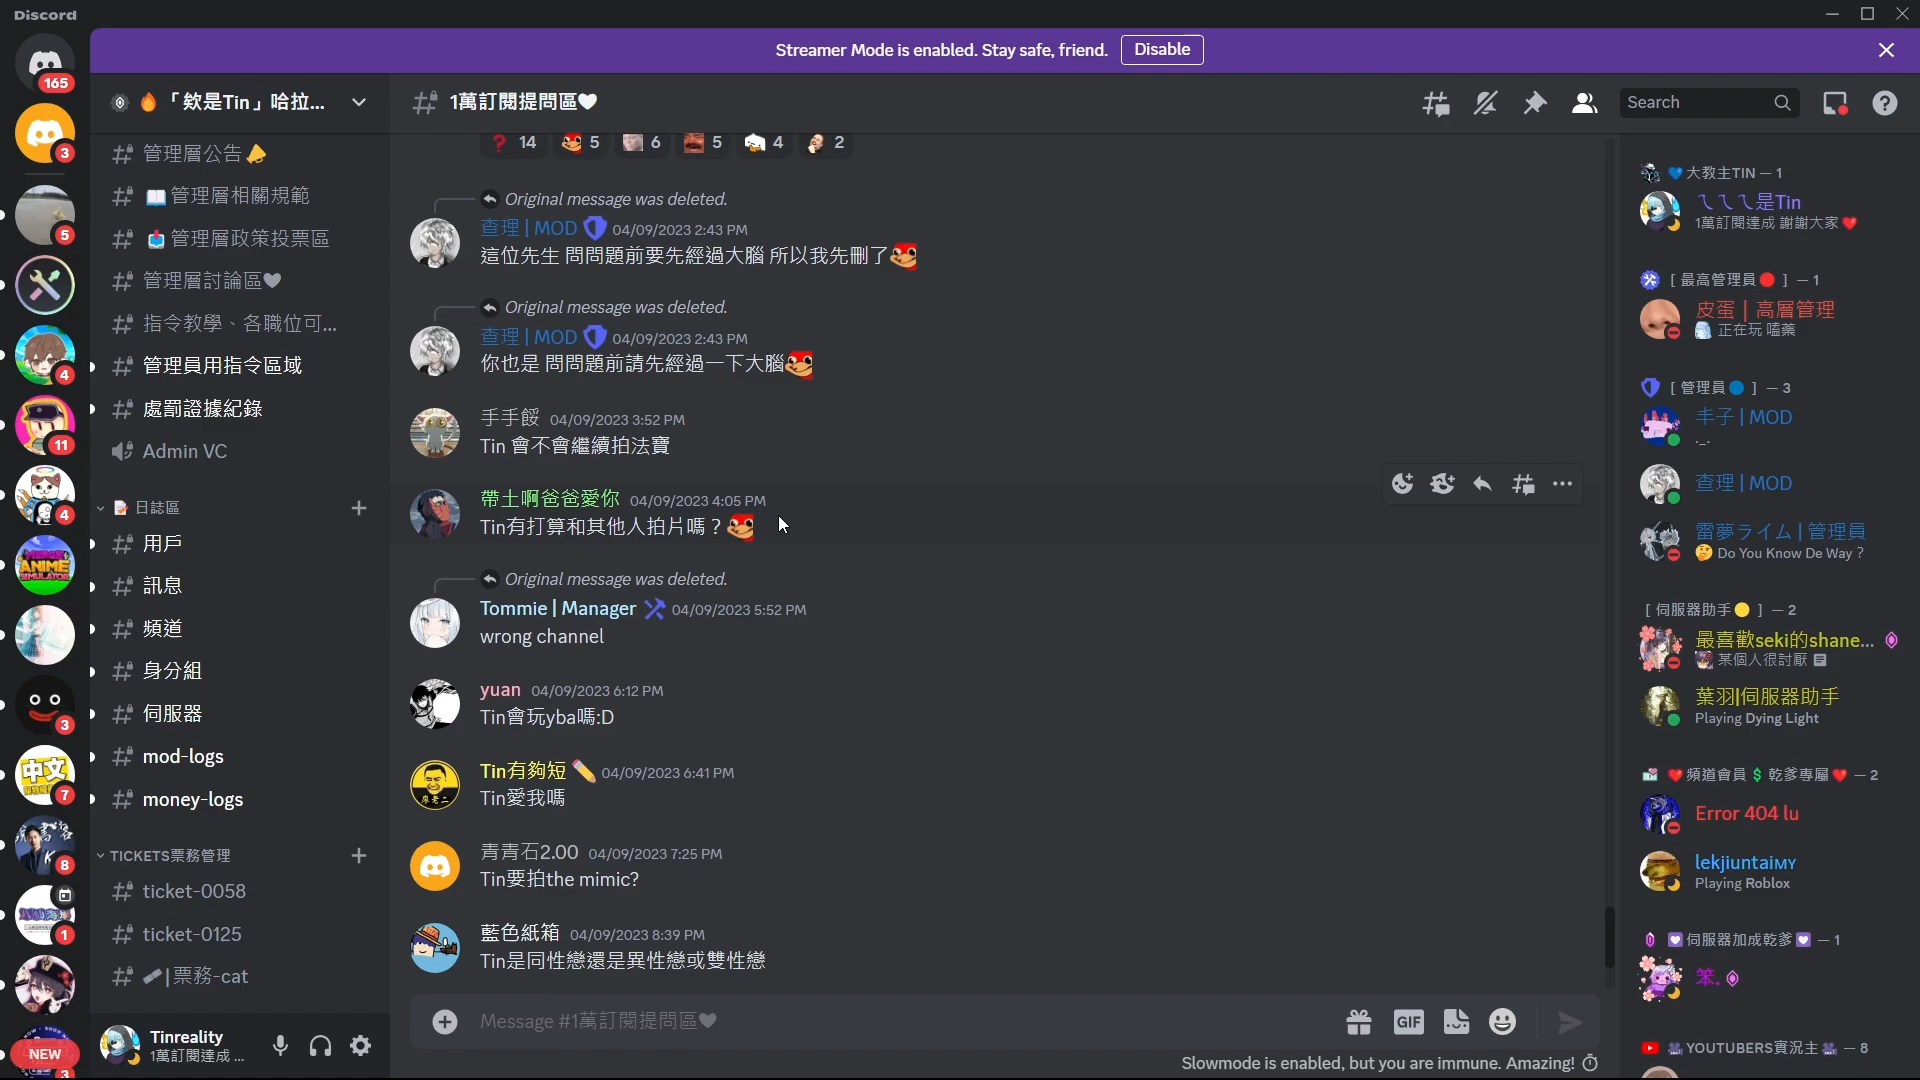 Discord
Streamer Mode is enabled. Stay safe, friend.
Disable
165
3
5
4
11
4
3
中文
7
8
1
NEW
3
「欸是Tin」哈拉...
管理層公告
管理層相關規範
管理層政策投票區
管理層討論區
指令教學、各職位可...
管理員用指令區域
處罰證據紀錄
Admin VC
日誌區
用戶
訊息
頻道
身分組
伺服器
mod-logs
money-logs
TICKETS票務管理
ticket-0058
ticket-0125
|票務-cat
Tinreality
1萬訂閱達成 ...
1萬訂閱提問區
Search
14 5 6 5 4 2
Original message was deleted.
查理 | MOD 04/09/2023 2:43 PM
這位先生 問問題前要先經過大腦 所以我先刪了
Original message was deleted.
查理 | MOD 04/09/2023 2:43 PM
你也是 問問題前請先經過一下大腦
手手餒 04/09/2023 3:52 PM
Tin 會不會繼續拍法寶
帶土啊爸爸愛你 04/09/2023 4:05 PM
Tin有打算和其他人拍片嗎？
Original message was deleted.
Tommie | Manager 04/09/2023 5:52 PM
wrong channel
yuan 04/09/2023 6:12 PM
Tin會玩yba嗎:D
Tin有夠短 04/09/2023 6:41 PM
Tin愛我嗎
青青石2.00 04/09/2023 7:25 PM
Tin要拍the mimic?
藍色紙箱 04/09/2023 8:39 PM
Tin是同性戀還是異性戀或雙性戀
Message #1萬訂閱提問區
GIF
Slowmode is enabled, but you are immune. Amazing!
大教主TIN — 1
ㄟㄟㄟ是Tin
1萬訂閱達成 謝謝大家
[ 最高管理員 ] — 1
皮蛋 | 高層管理
正在玩 嗑藥
[ 管理員 ] — 3
丰子 | MOD
._.
查理 | MOD
雷夢ライム | 管理員
Do You Know De Way ?
[ 伺服器助手 ] — 2
最喜歡seki的shane...
某個人很討厭
葉羽|伺服器助手
Playing Dying Light
頻道會員 $ 乾爹專屬 — 2
Error 404 lu
lekjiuntaiMY
Playing Roblox
伺服器加成乾爹 — 1
笨.
YOUTUBERS實況主 — 8